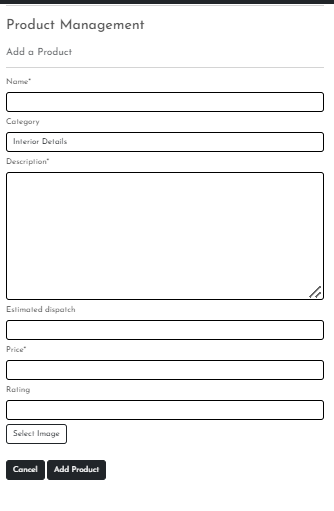 Product Management
Add a Product
Name*
Category
Interior Details
Description*
Estimated dispatch
Price*
Rating
Select Image
Cancel Add Product